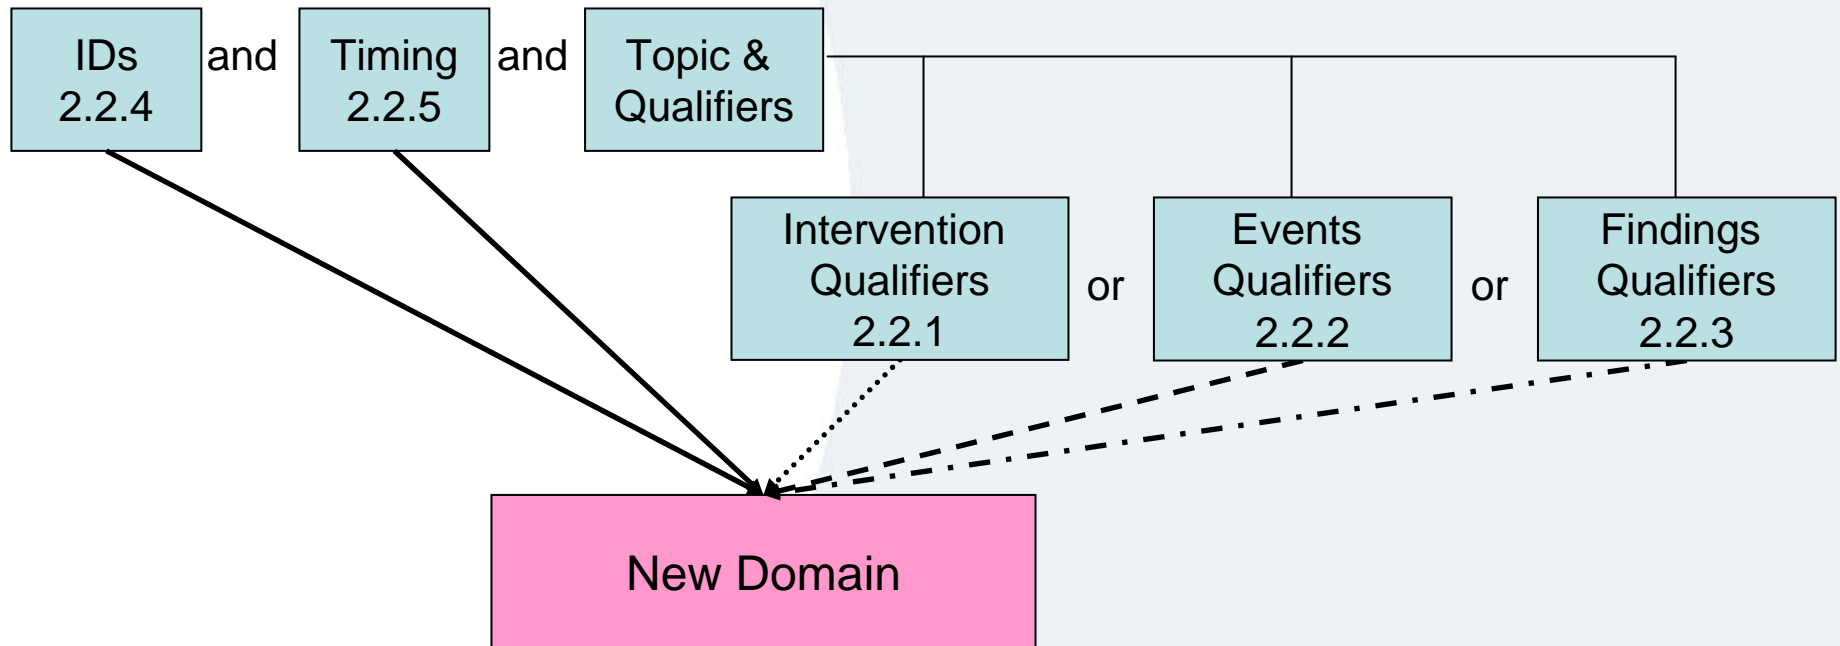 IDs
2.2.4
and
Timing
2.2.5
and
Topic &
Qualifiers
Intervention
Qualifiers
2.2.1
or
Events
Qualifiers
2.2.2
or
Findings
Qualifiers
2.2.3
New Domain